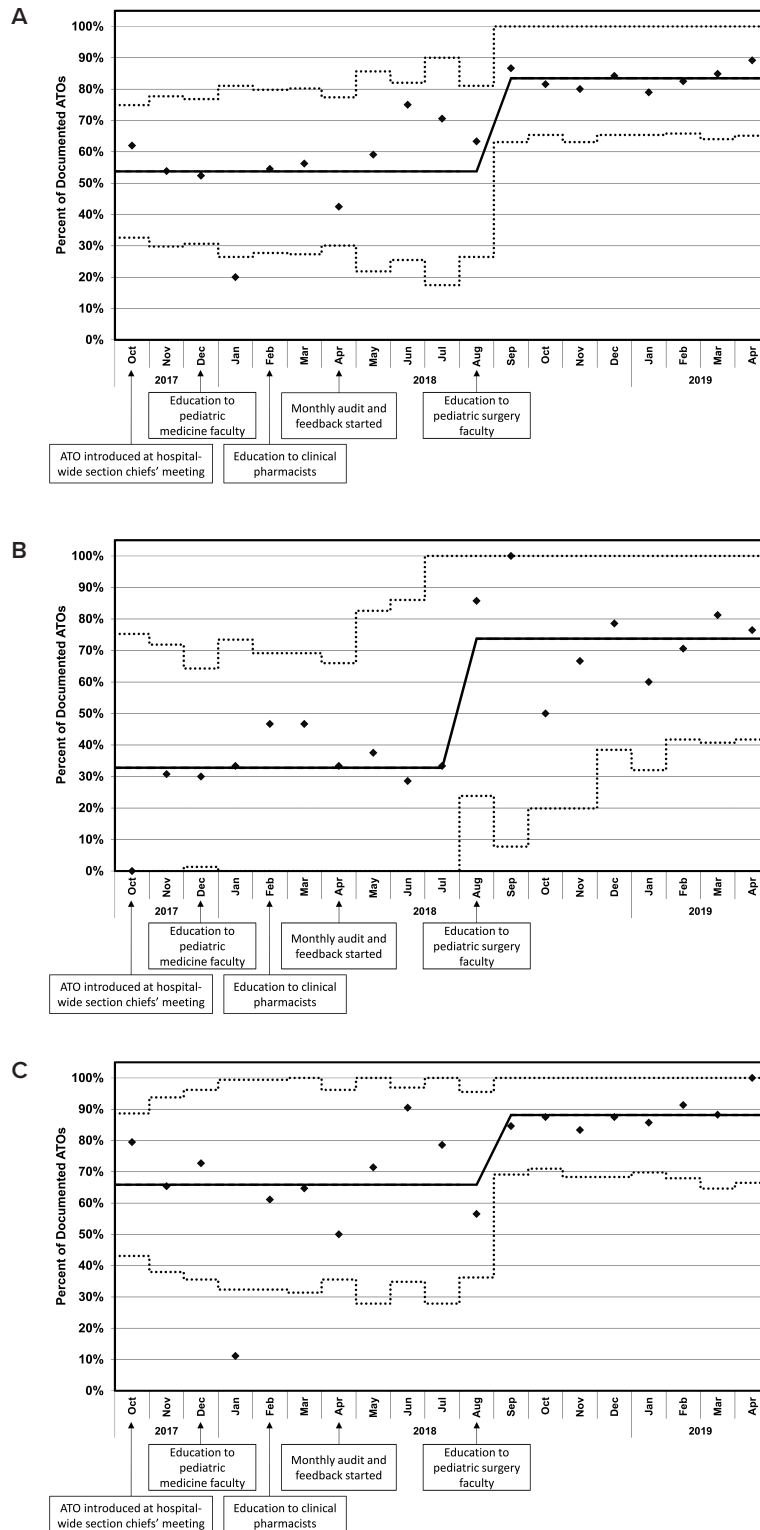 A
Percent of Documented ATOs
100%
90%
80%
70%
60%
50%
40%
30%
20%
10%
0%
Oct Nov Dec Jan Feb Mar Apr May Jun Jul Aug Sep Oct Nov Dec Jan Feb Mar Apr
2017 2018 2019
Education to
pediatric
medicine faculty
Monthly audit and
feedback started
Education to
pediatric surgery
faculty
ATO introduced at hospital-
wide section chiefs’ meeting
Education to clinical
pharmacists
B
Percent of Documented ATOs
100%
90%
80%
70%
60%
50%
40%
30%
20%
10%
0%
Oct Nov Dec Jan Feb Mar Apr May Jun Jul Aug Sep Oct Nov Dec Jan Feb Mar Apr
2017 2018 2019
Education to
pediatric
medicine faculty
Monthly audit and
feedback started
Education to
pediatric surgery
faculty
ATO introduced at hospital-
wide section chiefs’ meeting
Education to clinical
pharmacists
C
Percent of Documented ATOs
100%
90%
80%
70%
60%
50%
40%
30%
20%
10%
0%
Oct Nov Dec Jan Feb Mar Apr May Jun Jul Aug Sep Oct Nov Dec Jan Feb Mar Apr
2017 2018 2019
Education to
pediatric
medicine faculty
Monthly audit and
feedback started
Education to
pediatric surgery
faculty
ATO introduced at hospital-
wide section chiefs’ meeting
Education to clinical
pharmacists